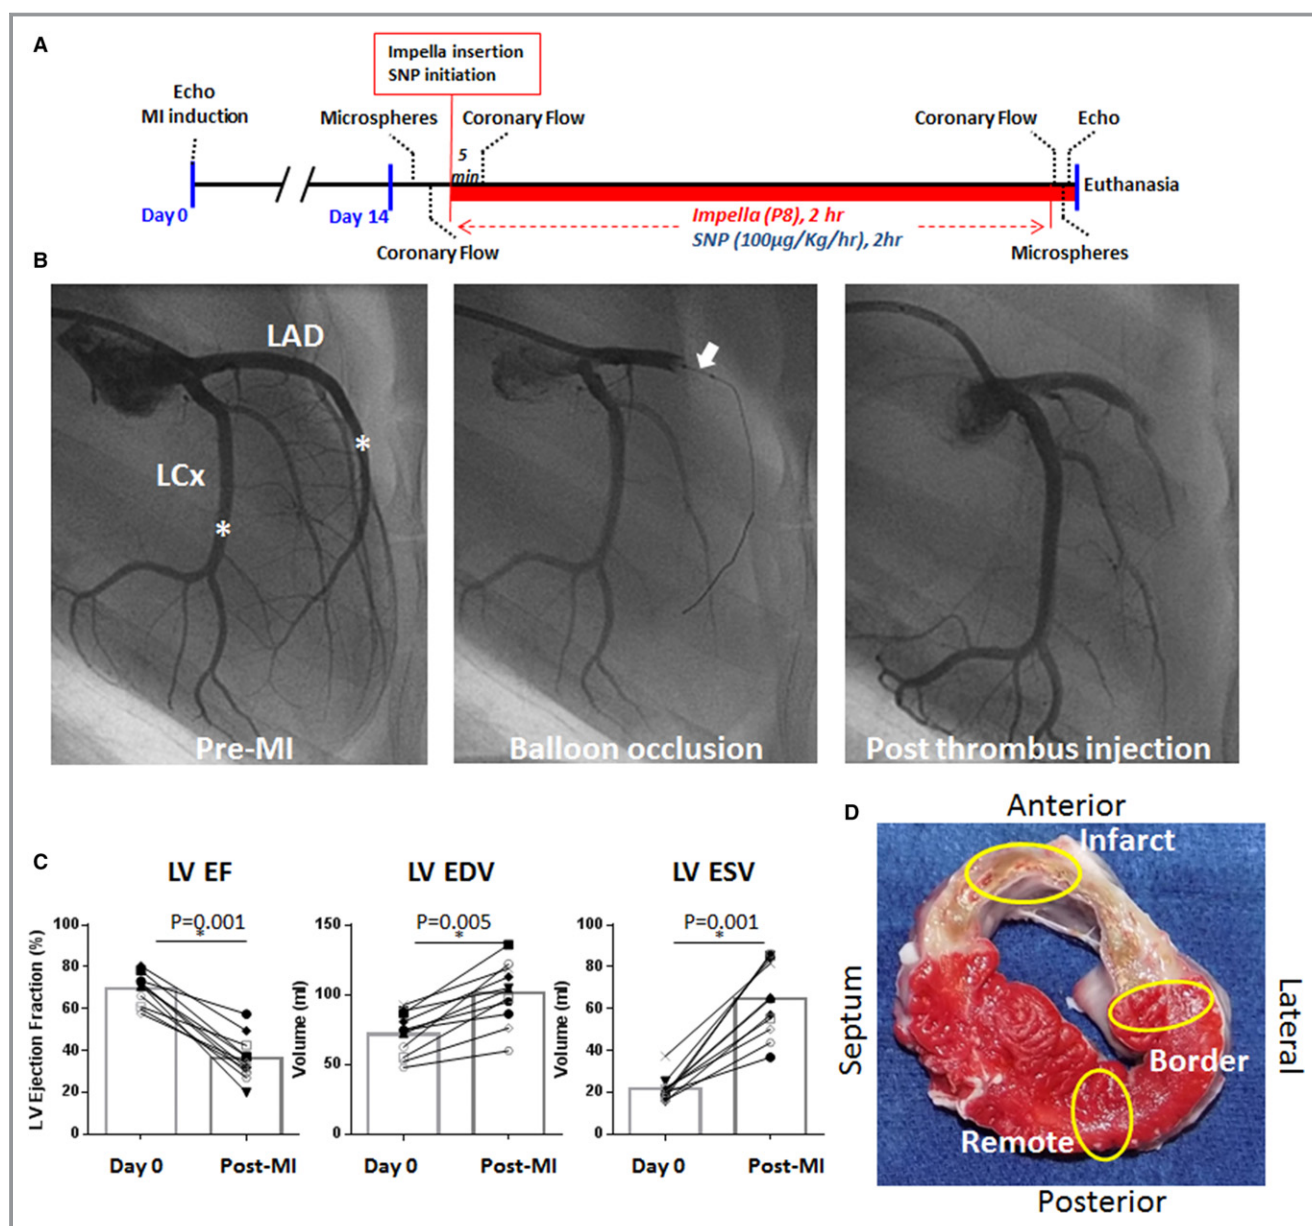 A
Impella insertion
SNP initiation
Echo
MI induction
Microspheres
Coronary Flow
5
min
Coronary Flow
Echo
Euthanasia
Day 0
Day 14
Coronary Flow
Impella (P8), 2 hr
SNP (100µg/Kg/hr), 2hr
Microspheres
B
LAD
*
LCx
*
Pre-MI
Balloon occlusion
Post thrombus injection
C
LV EF
P=0.001
*
LV Ejection Fraction (%)
100
80
60
40
20
0
Day 0
Post-MI
LV EDV
P=0.005
*
Volume (ml)
150
100
50
0
Day 0
Post-MI
LV ESV
P=0.001
*
Volume (ml)
100
80
60
40
20
0
Day 0
Post-MI
D
Anterior
Infarct
Septum
Lateral
Border
Remote
Posterior